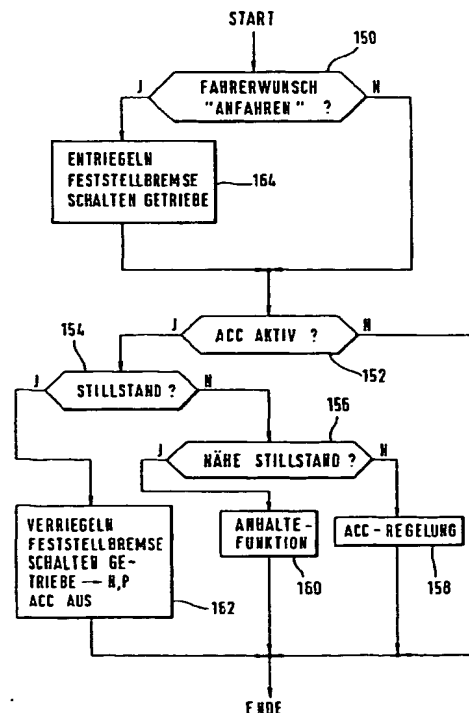 START
150
J
FAHRERWUNSCH
"ANFAHREN" ?
N
ENTRIEGELN
FESTSTELLBREMSE
SCHALTEN GETRIEBE
164
J
ACC AKTIV ?
N
152
154
J
STILLSTAND ?
N
156
J
NÄHE STILLSTAND ?
N
VERRIEGELN
FESTSTELLBREMSE
SCHALTEN GE-
TRIEBE → N,P
ACC AUS
162
ANHALTE-
FUNKTION
160
ACC-REGELUNG
158
ENDE